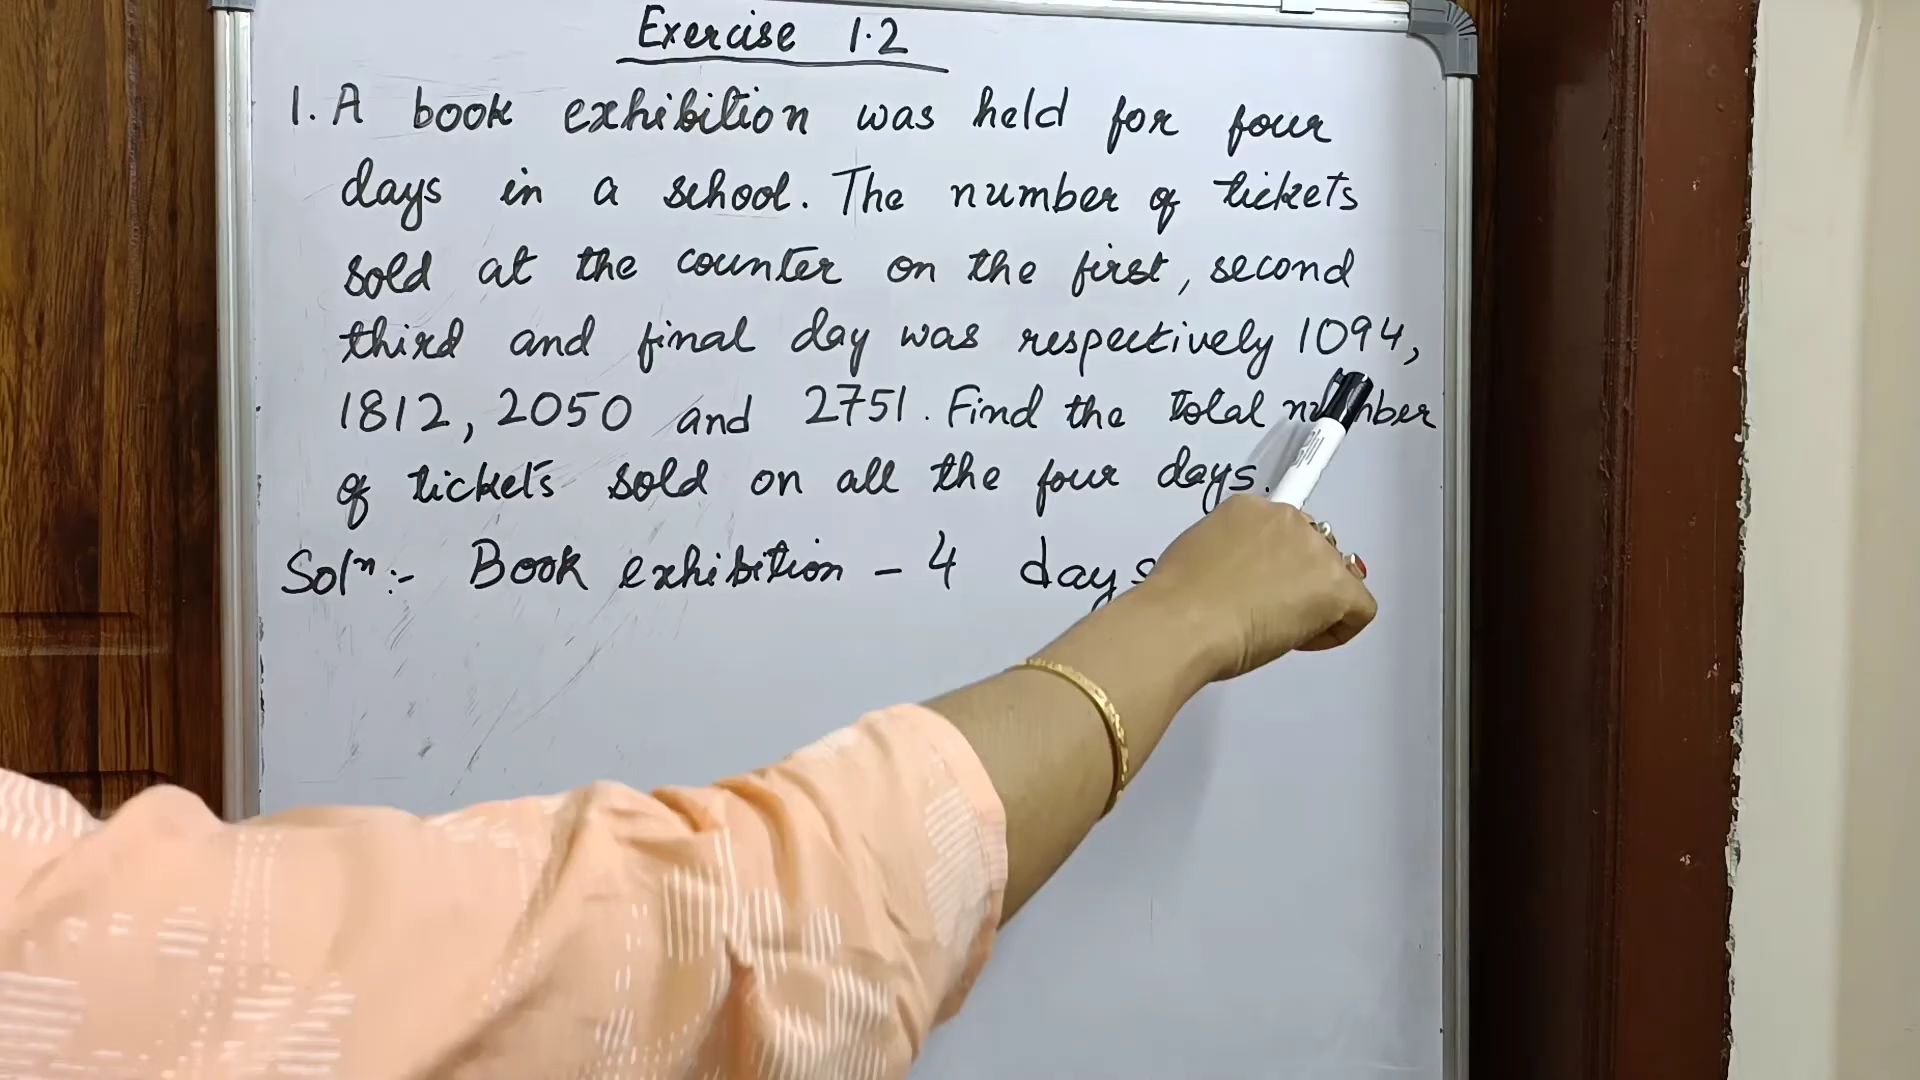 Exercise 1.2
1. A book exhibition was held for four
days in a school. The number of tickets
sold at the counter on the first, second
third and final day was respectively 1094,
1812, 2050 and 2751. Find the total number
of tickets sold on all the four days.
Solⁿ:- Book exhibition - 4 days